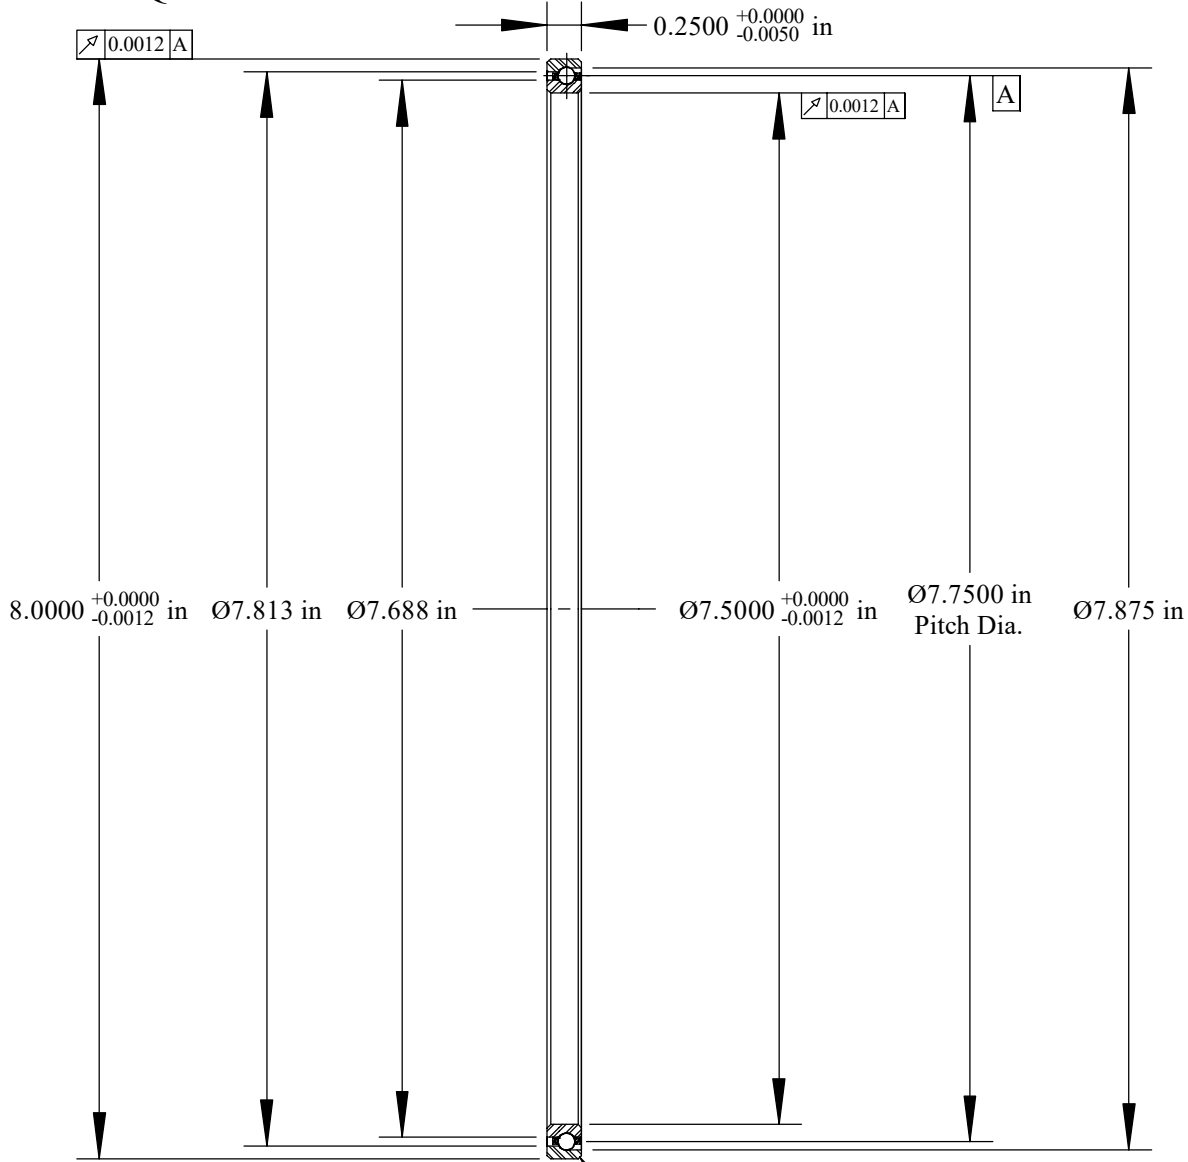 0.2500 +0.0000 -0.0050 in
0.0012 A
A
0.0012 A
8.0000 +0.0000 -0.0012 in
Ø7.813 in
Ø7.688 in
Ø7.5000 +0.0000 -0.0012 in
Ø7.7500 in
Pitch Dia.
Ø7.875 in